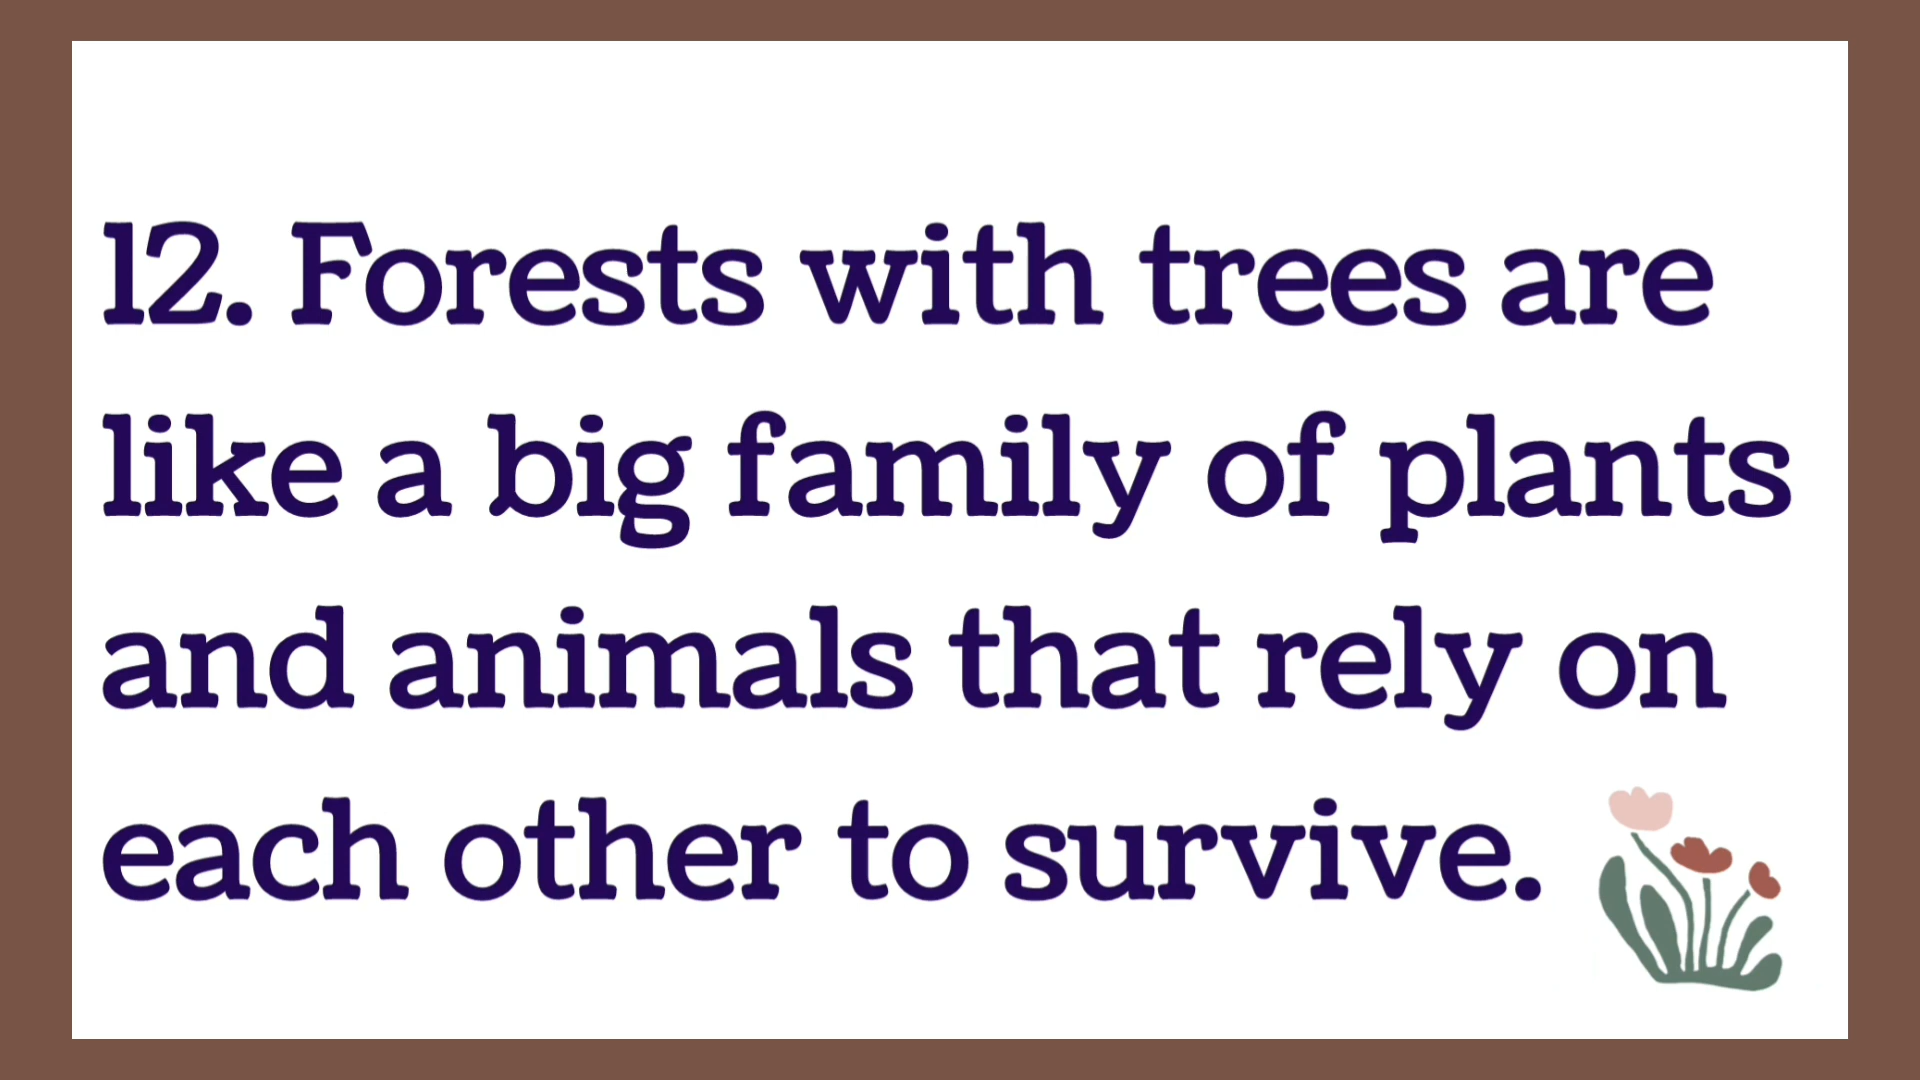 12. Forests with trees are
like a big family of plants
and animals that rely on
each other to survive.